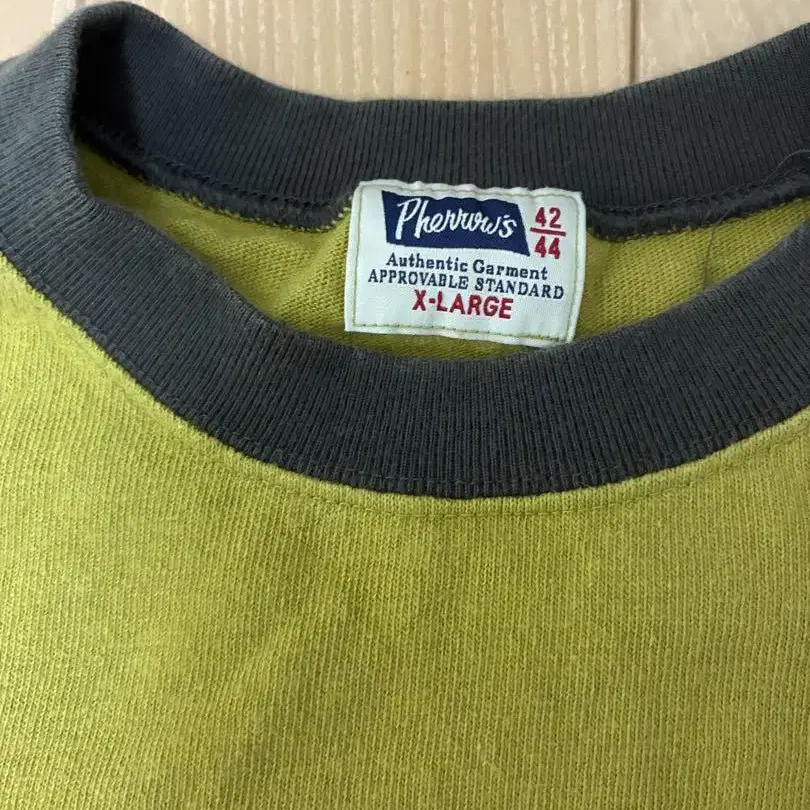 Pherrow's
42
44
Authentic Garment
APPROVABLE STANDARD
X-LARGE